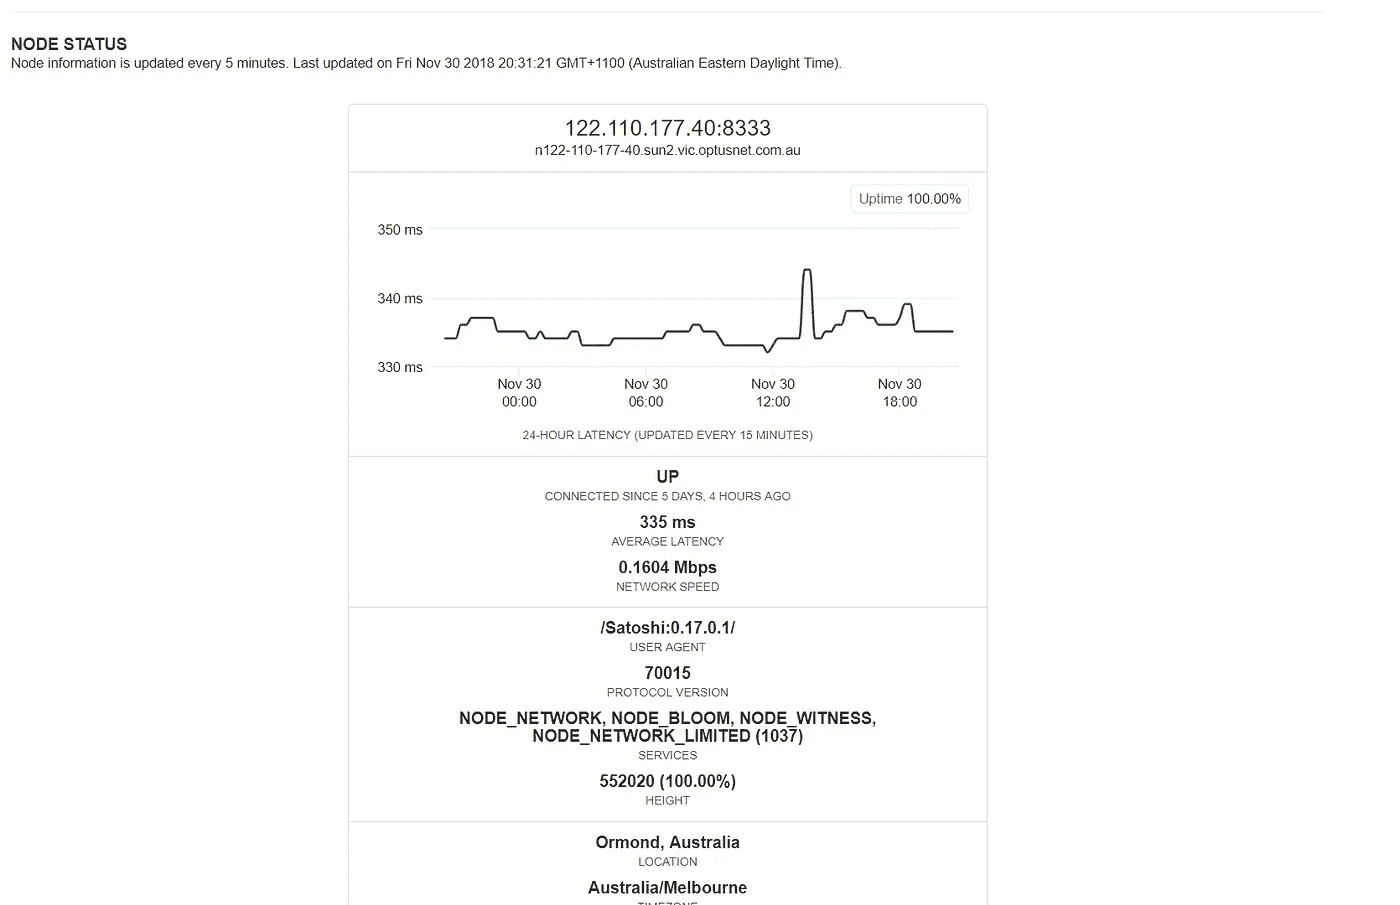 NODE STATUS
Node information is updated every 5 minutes. Last updated on Fri Nov 30 2018 20:31:21 GMT+1100 (Australian Eastern Daylight Time).
122.110.177.40:8333
n122-110-177-40.sun2.vic.optusnet.com.au
Uptime 100.00%
350 ms
340 ms
330 ms
Nov 30 Nov 30 Nov 30 Nov 30
00:00 06:00 12:00 18:00
24-HOUR LATENCY (UPDATED EVERY 15 MINUTES)
UP
CONNECTED SINCE 5 DAYS, 4 HOURS AGO
335 ms
AVERAGE LATENCY
0.1604 Mbps
NETWORK SPEED
/Satoshi:0.17.0.1/
USER AGENT
70015
PROTOCOL VERSION
NODE_NETWORK, NODE_BLOOM, NODE_WITNESS,
NODE_NETWORK_LIMITED (1037)
SERVICES
552020 (100.00%)
HEIGHT
Ormond, Australia
LOCATION
Australia/Melbourne
TIMEZONE